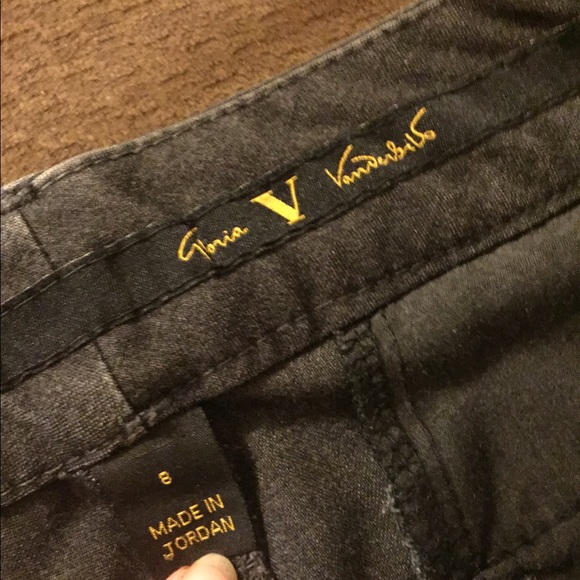 Gloria V Vanderbilt
8
MADE IN
JORDAN